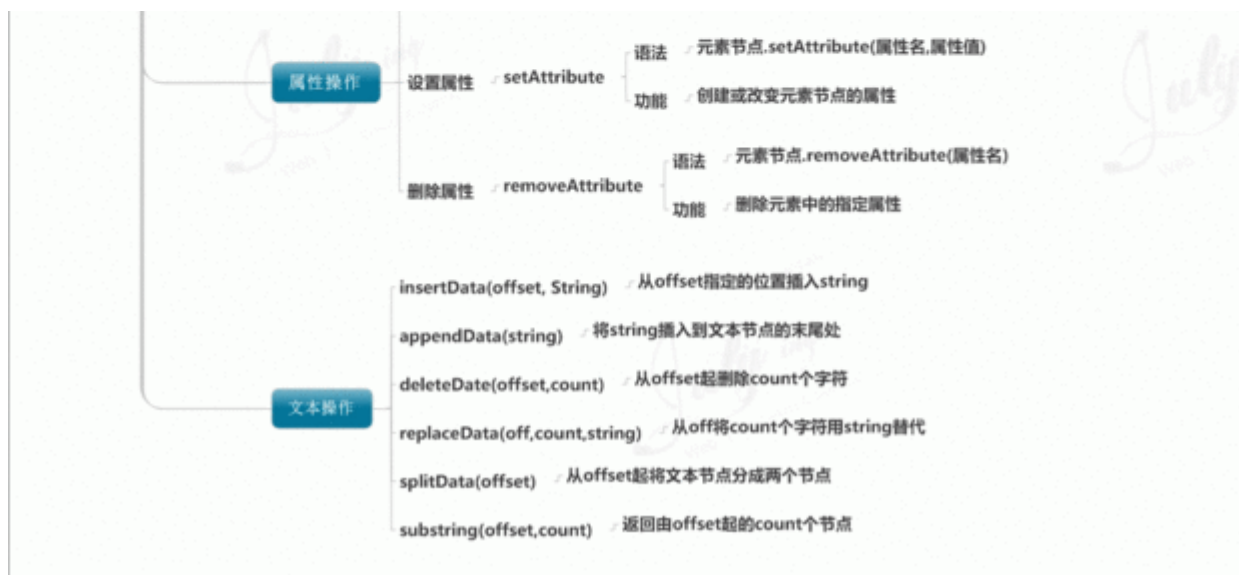 属性操作
设置属性
setAttribute
语法
元素节点.setAttribute(属性名,属性值)
功能
创建或改变元素节点的属性
删除属性
removeAttribute
语法
元素节点.removeAttribute(属性名)
功能
删除元素中的指定属性
文本操作
insertData(offset, String)
从offset指定的位置插入string
appendData(string)
将string插入到文本节点的末尾处
deleteDate(offset,count)
从offset起删除count个字符
replaceData(off,count,string)
从off将count个字符用string替代
splitData(offset)
从offset起将文本节点分成两个节点
substring(offset,count)
返回由offset起的count个节点